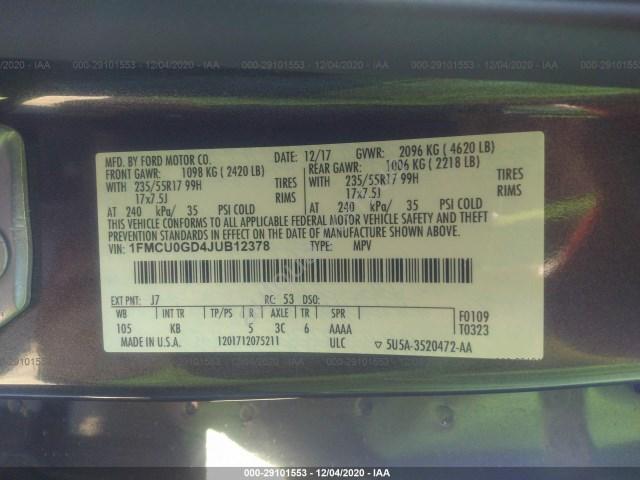 000-29101553 - 12/04/2020 - IAA
000-29101553 - 12/04/2020 - IAA
000-29101553 - 12/04/2020 - IAA
MFD. BY FORD MOTOR CO. DATE: 12/17 GVWR: 2096 KG (4620 LB)
FRONT GAWR: 1098 KG (2420 LB) REAR GAWR: 1006 KG (2218 LB)
WITH 235/55R17 99H TIRES WITH 235/55R17 99H TIRES
17x7.5J RIMS 17x7.5J RIMS
AT 240 kPa/ 35 PSI COLD AT 240 kPa/ 35 PSI COLD
THIS VEHICLE CONFORMS TO ALL APPLICABLE FEDERAL MOTOR VEHICLE SAFETY AND THEFT
PREVENTION STANDARDS IN EFFECT ON THE DATE OF MANUFACTURE SHOWN ABOVE.
VIN: 1FMCU0GD4JUB12378 TYPE: MPV
EXT PNT: J7 RC: 53 DSO:
WB INT TR TP/PS R AXLE TR SPR F0109
105 KB 5 3C 6 AAAA T0323
MADE IN U.S.A. 1201712075211 ULC 5U5A-3520472-AA
000-29101553 - 12/04/2020 - IAA